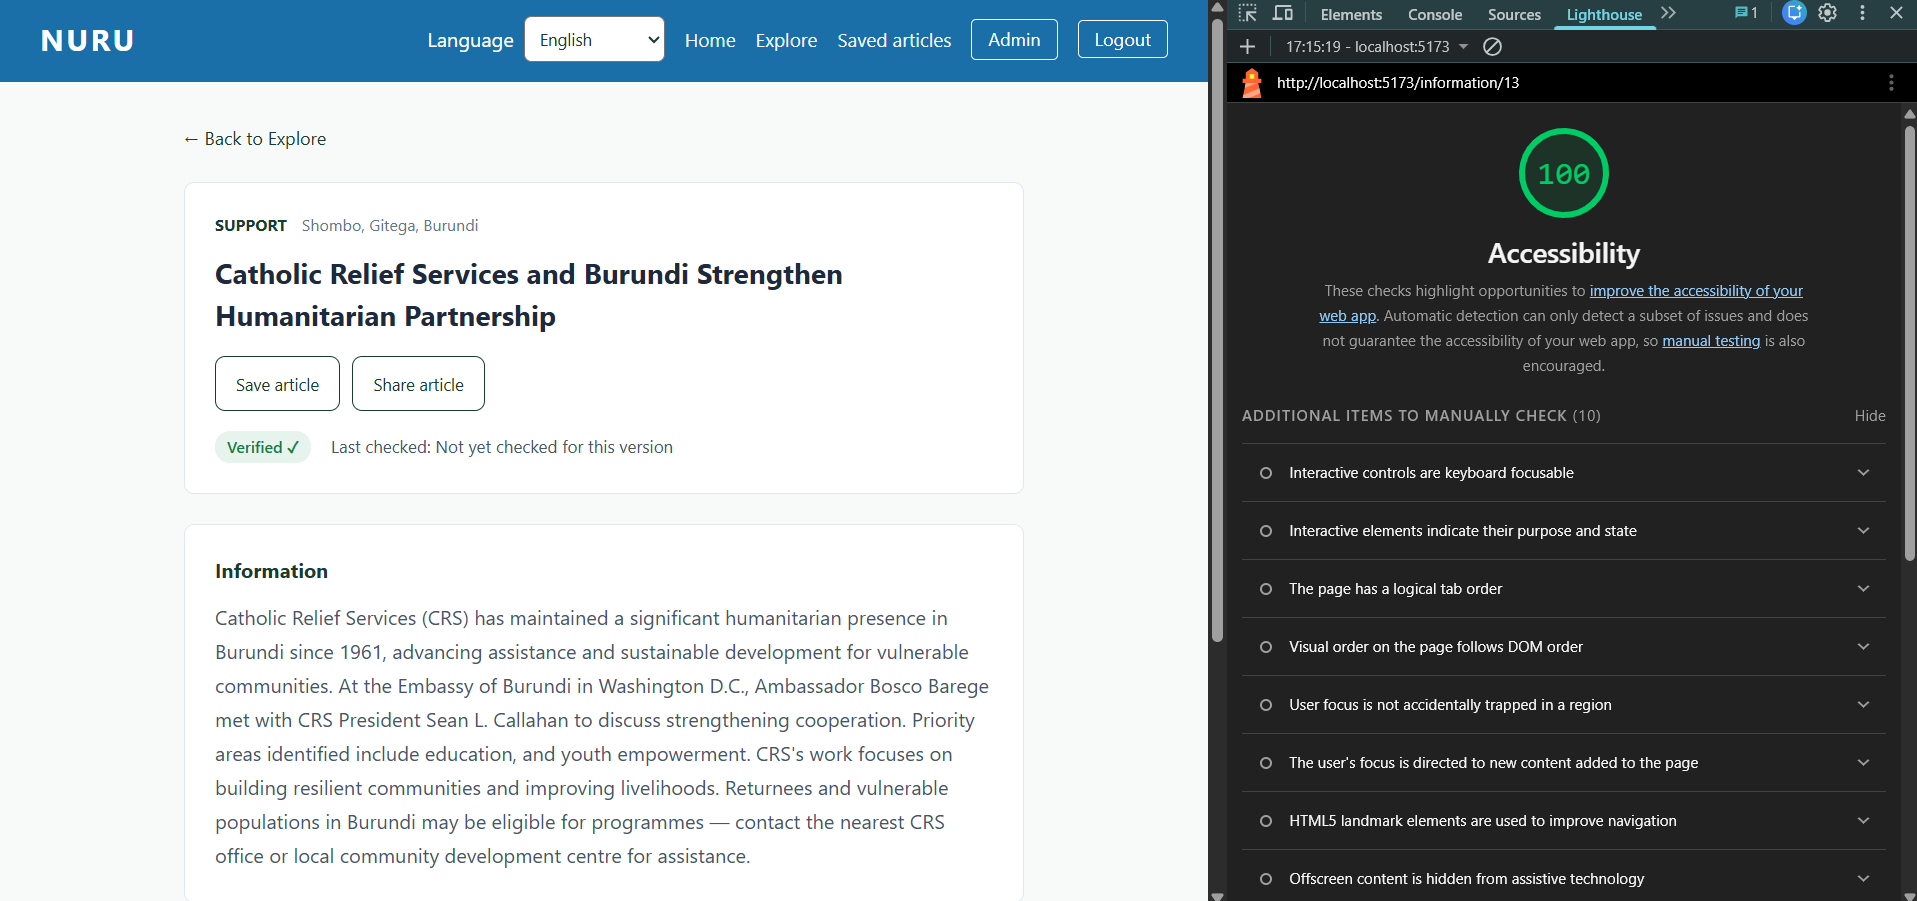 NURU
Language English Home Explore Saved articles Admin Logout
← Back to Explore
SUPPORT Shombo, Gitega, Burundi
Catholic Relief Services and Burundi Strengthen
Humanitarian Partnership
Save article Share article
Verified ✓ Last checked: Not yet checked for this version
Information
Catholic Relief Services (CRS) has maintained a significant humanitarian presence in
Burundi since 1961, advancing assistance and sustainable development for vulnerable
communities. At the Embassy of Burundi in Washington D.C., Ambassador Bosco Barege
met with CRS President Sean L. Callahan to discuss strengthening cooperation. Priority
areas identified include education, and youth empowerment. CRS's work focuses on
building resilient communities and improving livelihoods. Returnees and vulnerable
populations in Burundi may be eligible for programmes — contact the nearest CRS
office or local community development centre for assistance.
Elements Console Sources Lighthouse 1
17:15:19 - localhost:5173
http://localhost:5173/information/13
100
Accessibility
These checks highlight opportunities to improve the accessibility of your
web app. Automatic detection can only detect a subset of issues and does
not guarantee the accessibility of your web app, so manual testing is also
encouraged.
ADDITIONAL ITEMS TO MANUALLY CHECK (10) Hide
Interactive controls are keyboard focusable
Interactive elements indicate their purpose and state
The page has a logical tab order
Visual order on the page follows DOM order
User focus is not accidentally trapped in a region
The user's focus is directed to new content added to the page
HTML5 landmark elements are used to improve navigation
Offscreen content is hidden from assistive technology